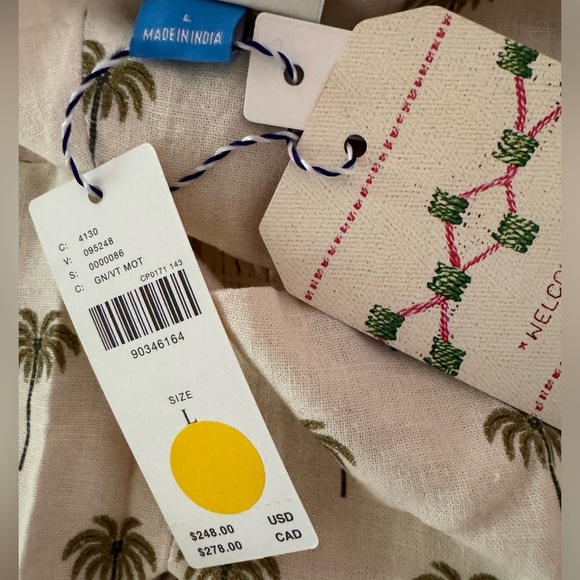 L
MADE IN INDIA
C: 4130
V: 095248
S: 0000086
C: GN/VT MOT
CP0171 143
90346164
SIZE
L
$248.00 USD
$278.00 CAD
*WELCO